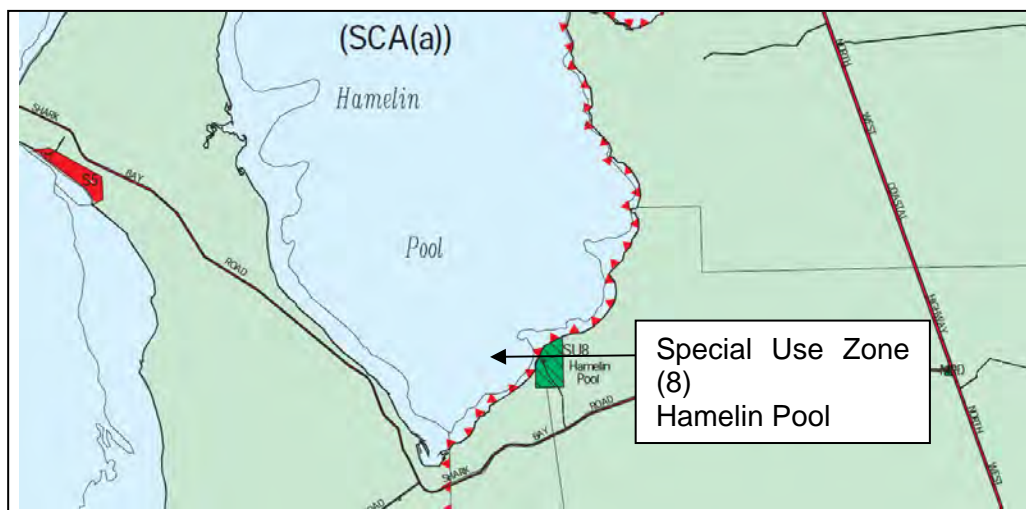 (SCA(a))
Hamelin
Pool
SHARK
BAY
ROAD
S5
NORTH
WEST
COASTAL
HIGHWAY
NORTH
WEST
SU8
Hamelin
Pool
Special Use Zone
(8)
Hamelin Pool
ROAD
BAY
SHARK